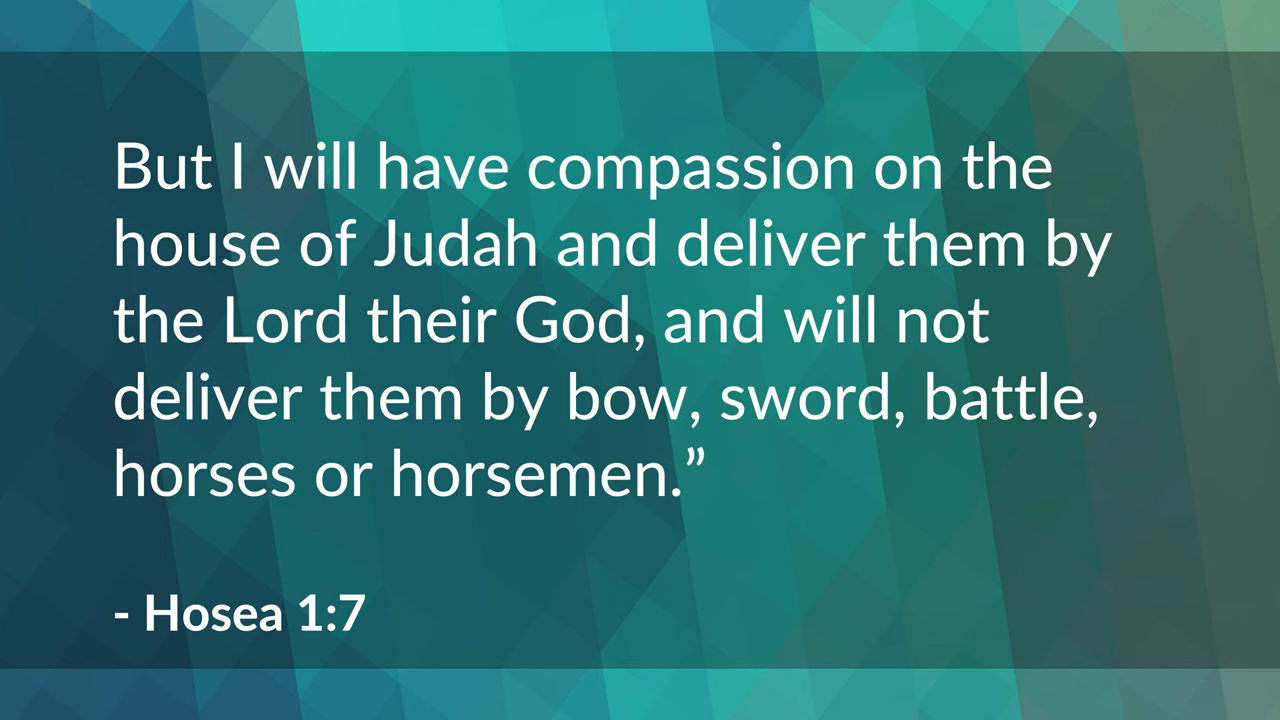 But I will have compassion on the
house of Judah and deliver them by
the Lord their God, and will not
deliver them by bow, sword, battle,
horses or horsemen.”
- Hosea 1:7